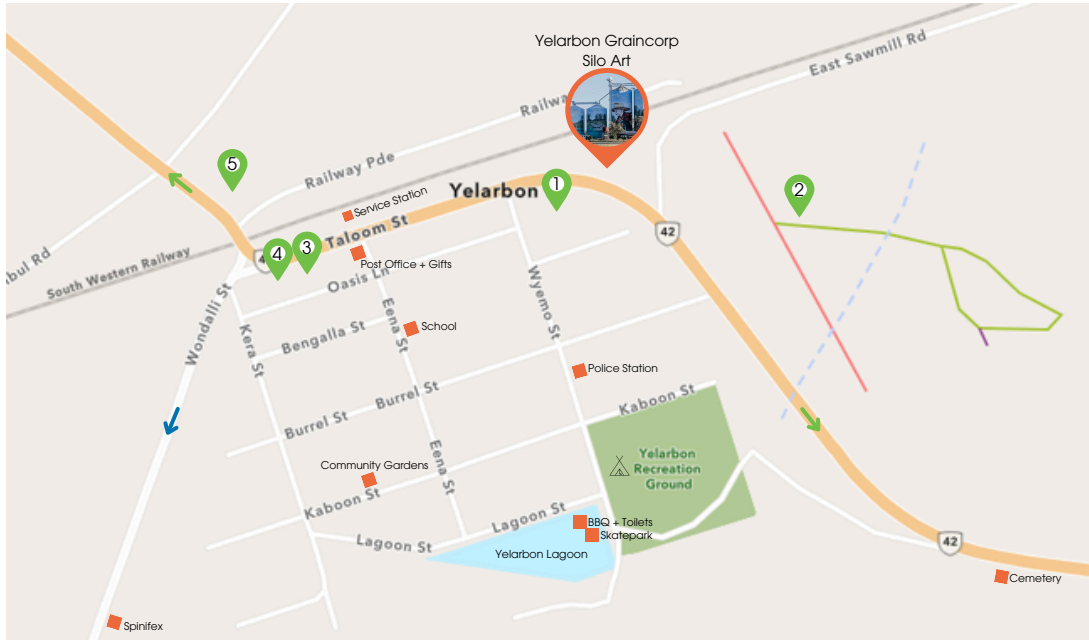 Yelarbon Graincorp
Silo Art
East Sawmill Rd
Railway Pde
5
Service Station
Yelarbon
1
2
42
Taloom St
4
3
Post Office + Gifts
South Western Railway
Oasis Ln
Wondalli St
Kera St
Bengalla St
Eena St
School
Wyemo St
Police Station
Burrel St
Burrel St
Kaboon St
Eena St
Yelarbon
Recreation
Ground
Community Gardens
Kaboon St
Lagoon St
BBQ + Toilets
Skatepark
Lagoon St
Yelarbon Lagoon
42
Cemetery
Spinifex